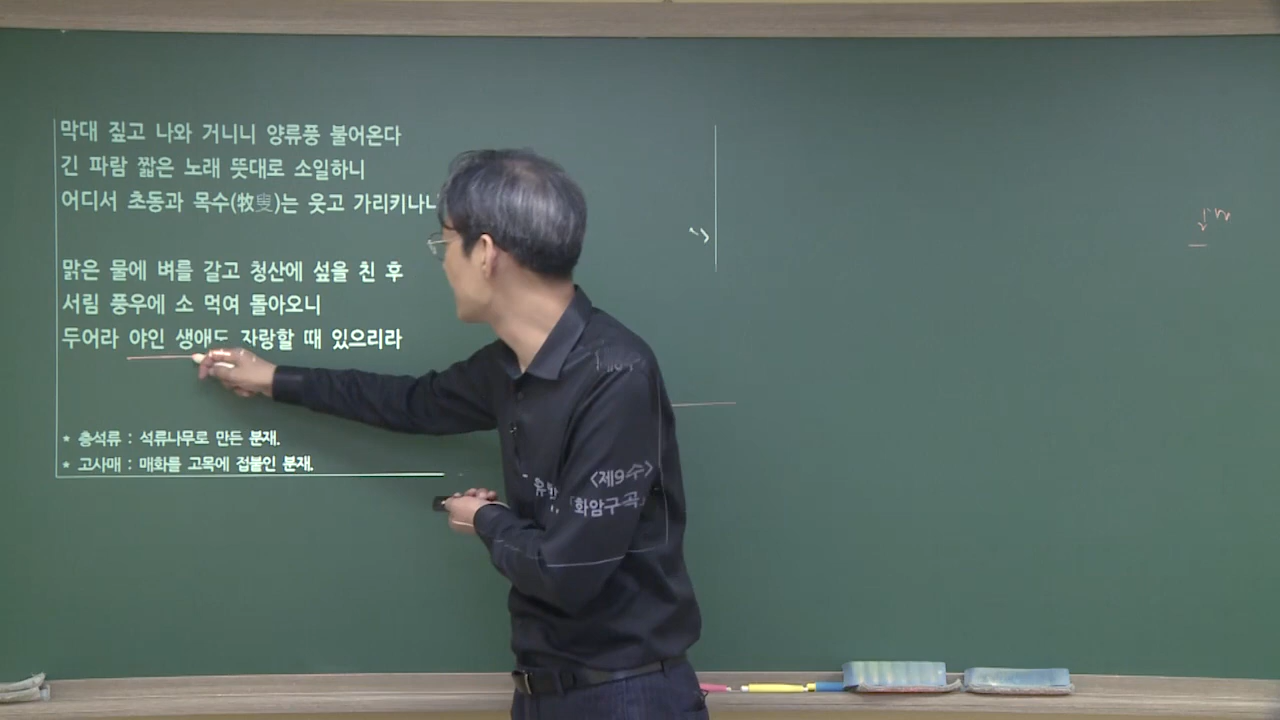 막대 짚고 나와 거니니 양류풍 불어온다
긴 파람 짧은 노래 뜻대로 소일하니
어디서 초동과 목수(牧叟)는 웃고 가리키나니
맑은 물에 벼를 갈고 청산에 섶을 친 후
서림 풍우에 소 먹여 돌아오니
두어라 야인 생애도 자랑할 때 있으리라
<제9수>
「화암구곡」
* 층석류 : 석류나무로 만든 분재.
* 고사매 : 매화를 고목에 접붙인 분재.